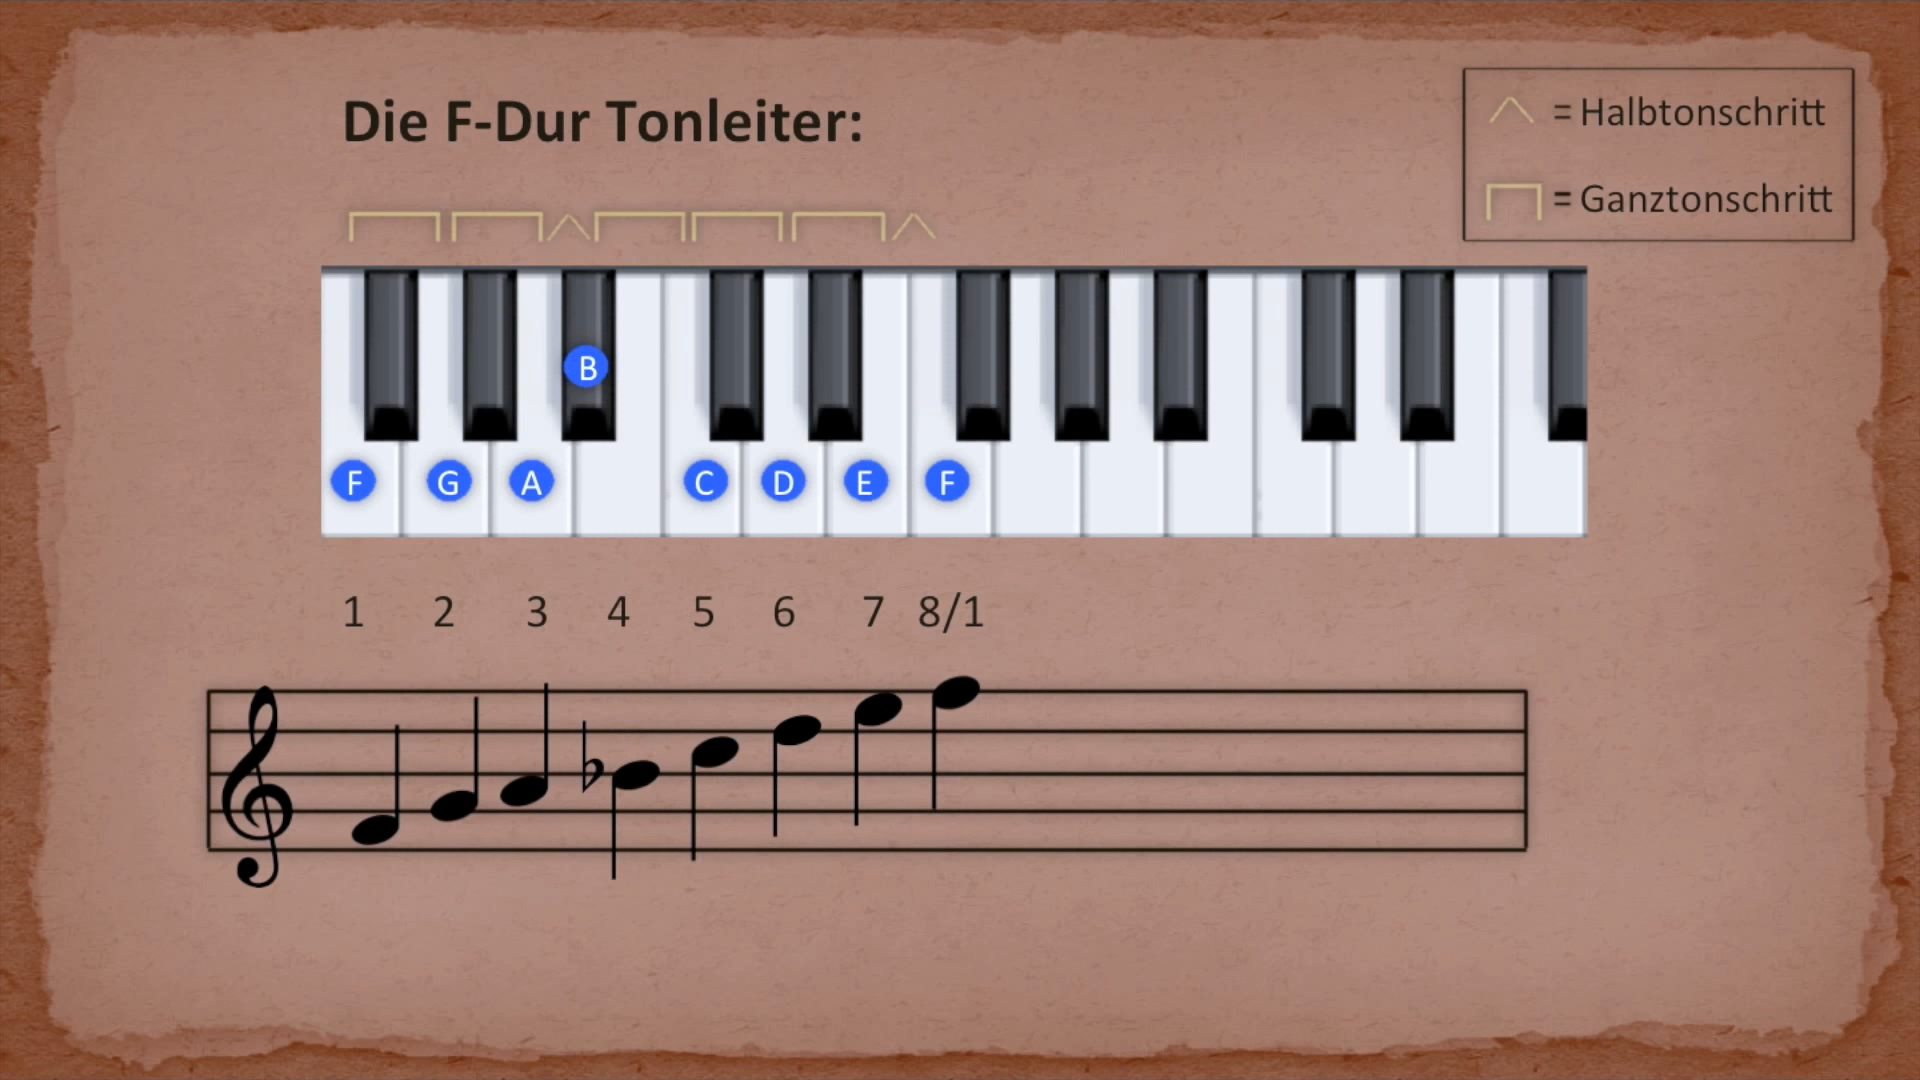 Die F-Dur Tonleiter:
= Halbtonschritt
= Ganztonschritt
B
F G A C D E F
1 2 3 4 5 6 7 8/1